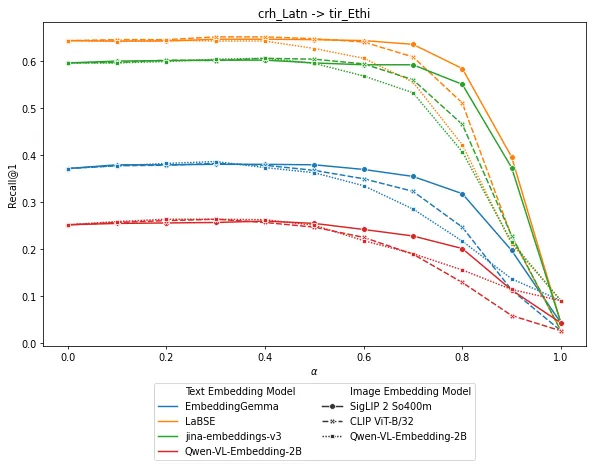 crh_Latn -> tir_Ethi
Recall@1
0.6
0.5
0.4
0.3
0.2
0.1
0.0
0.0 0.2 0.4 0.6 0.8 1.0
α
Text Embedding Model Image Embedding Model
EmbeddingGemma SigLIP 2 So400m
LaBSE CLIP ViT-B/32
jina-embeddings-v3 Qwen-VL-Embedding-2B
Qwen-VL-Embedding-2B